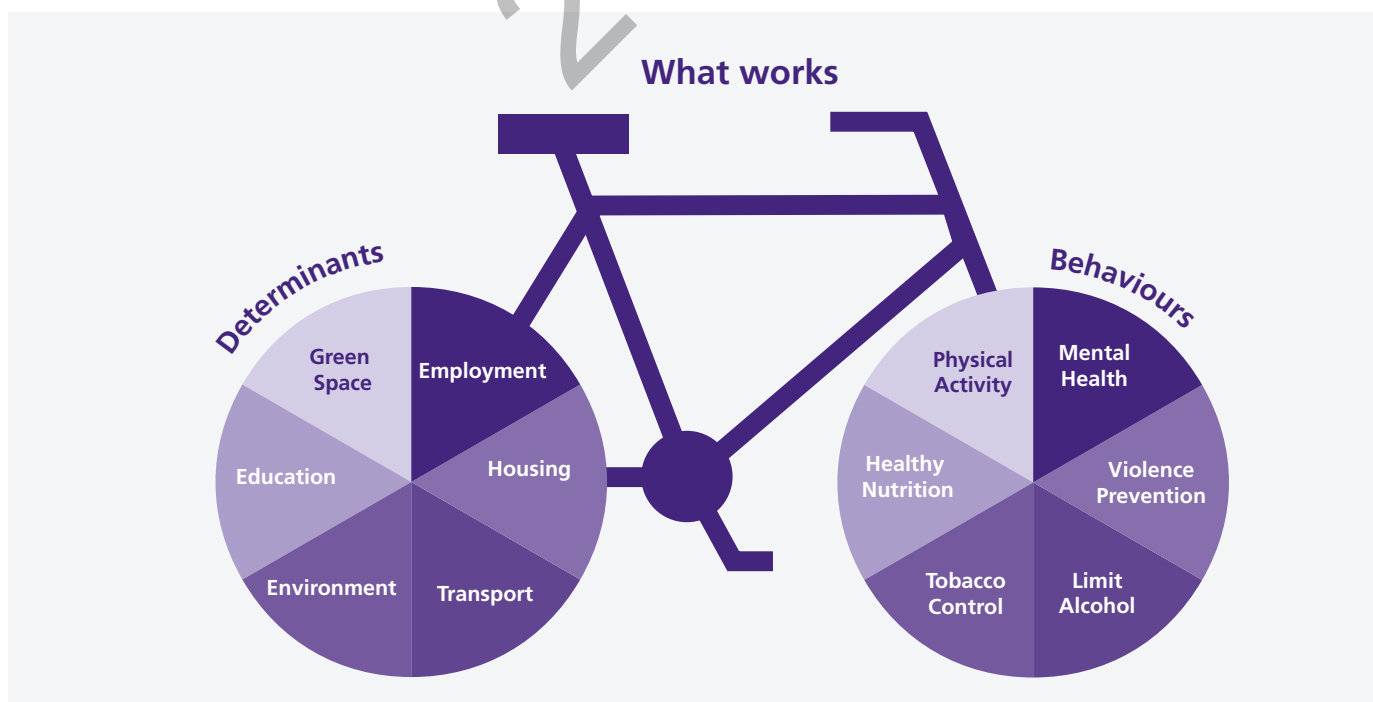 What works
Determinants
Green
Space
Employment
Education
Housing
Environment
Transport
Behaviours
Physical
Activity
Mental
Health
Healthy
Nutrition
Violence
Prevention
Tobacco
Control
Limit
Alcohol